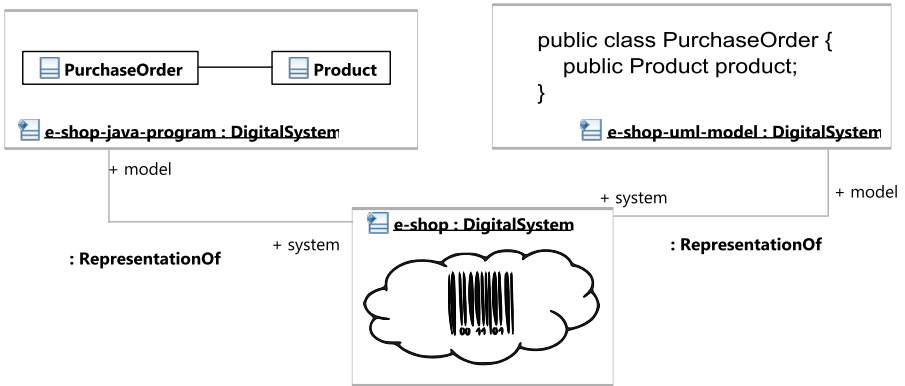 PurchaseOrder
Product
e-shop-java-program : DigitalSystem
public class PurchaseOrder {
public Product product;
}
e-shop-uml-model : DigitalSystem
+ model
+ system
+ model
e-shop : DigitalSystem
+ system
: RepresentationOf
: RepresentationOf
00 11 01